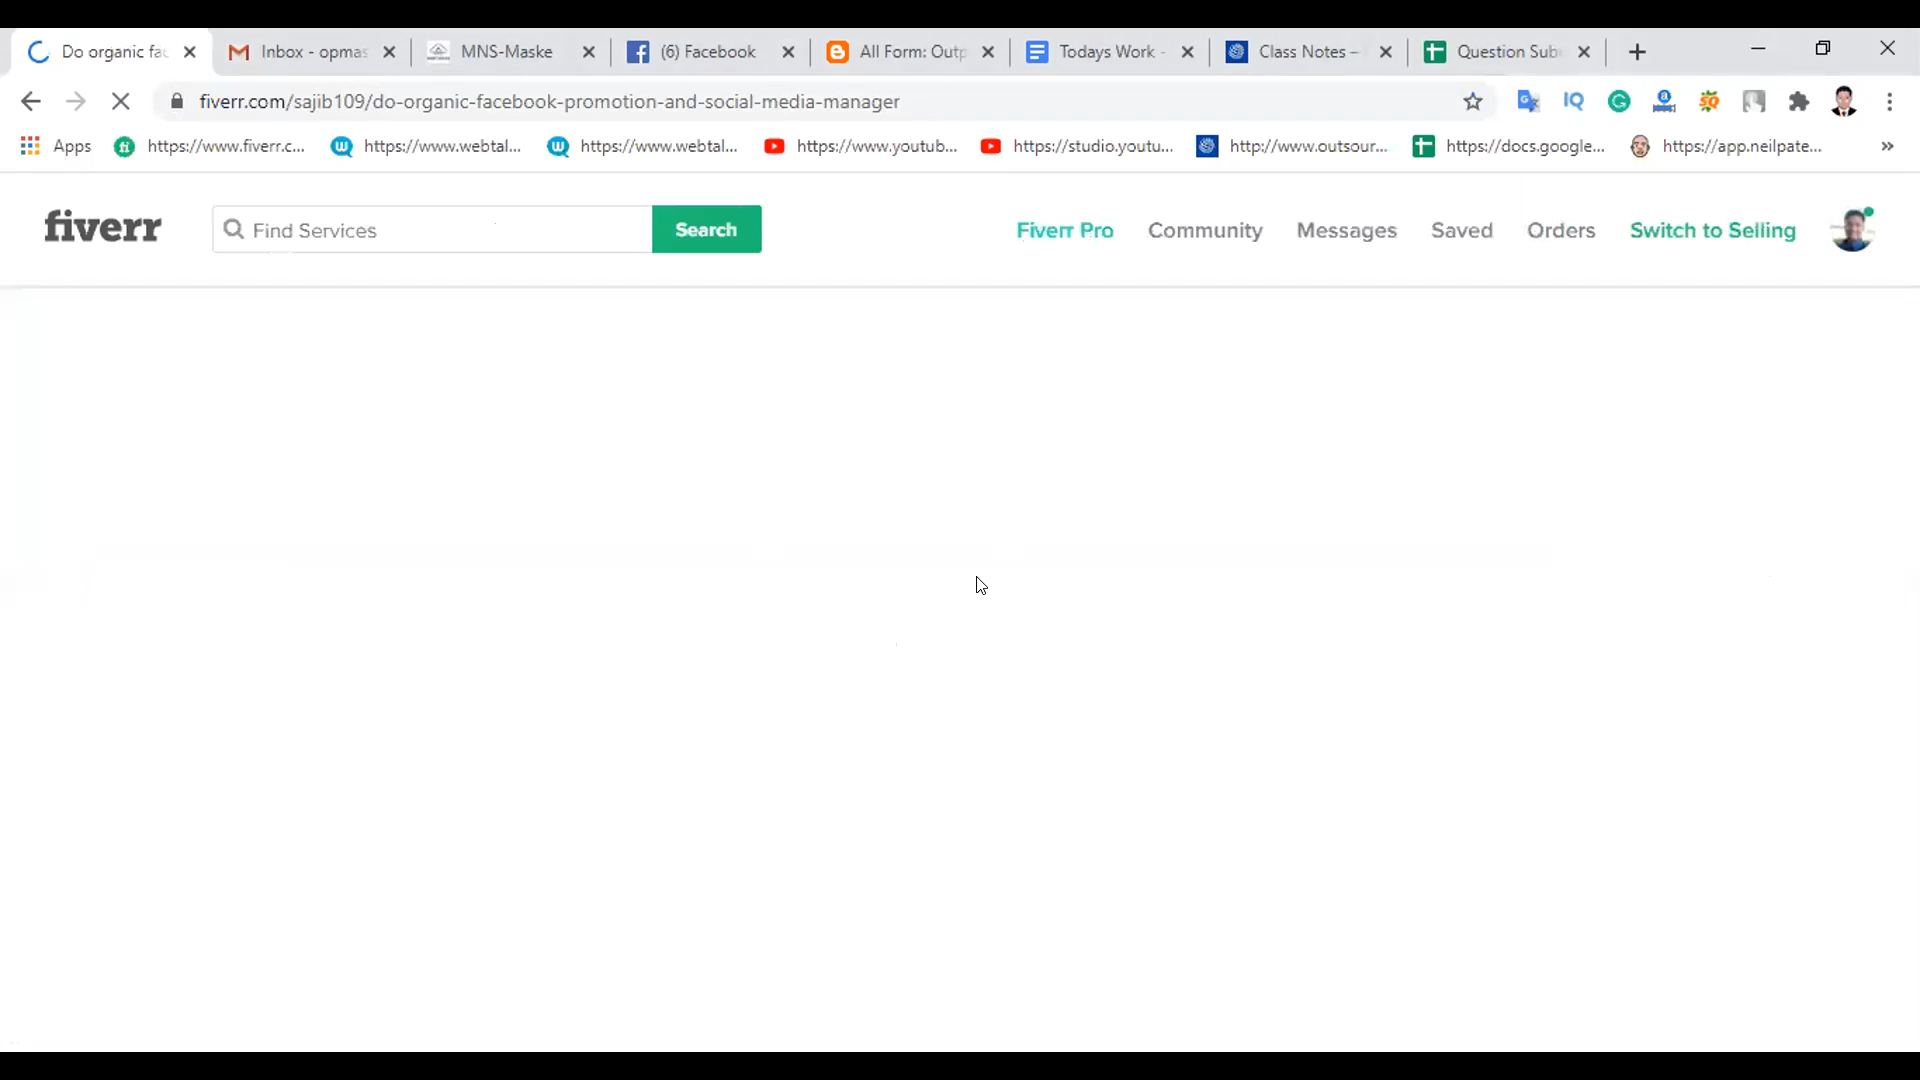 Do organic fac
Inbox - opmas
MNS-Maske
(6) Facebook
All Form: Outp
Todays Work -
Class Notes –
Question Sub
fiverr.com/sajib109/do-organic-facebook-promotion-and-social-media-manager
IQ
Apps
https://www.fiverr.c...
https://www.webtal...
https://www.webtal...
https://www.youtub...
https://studio.youtu...
http://www.outsour...
https://docs.google...
https://app.neilpate...
fiverr
Find Services
Search
Fiverr Pro
Community
Messages
Saved
Orders
Switch to Selling